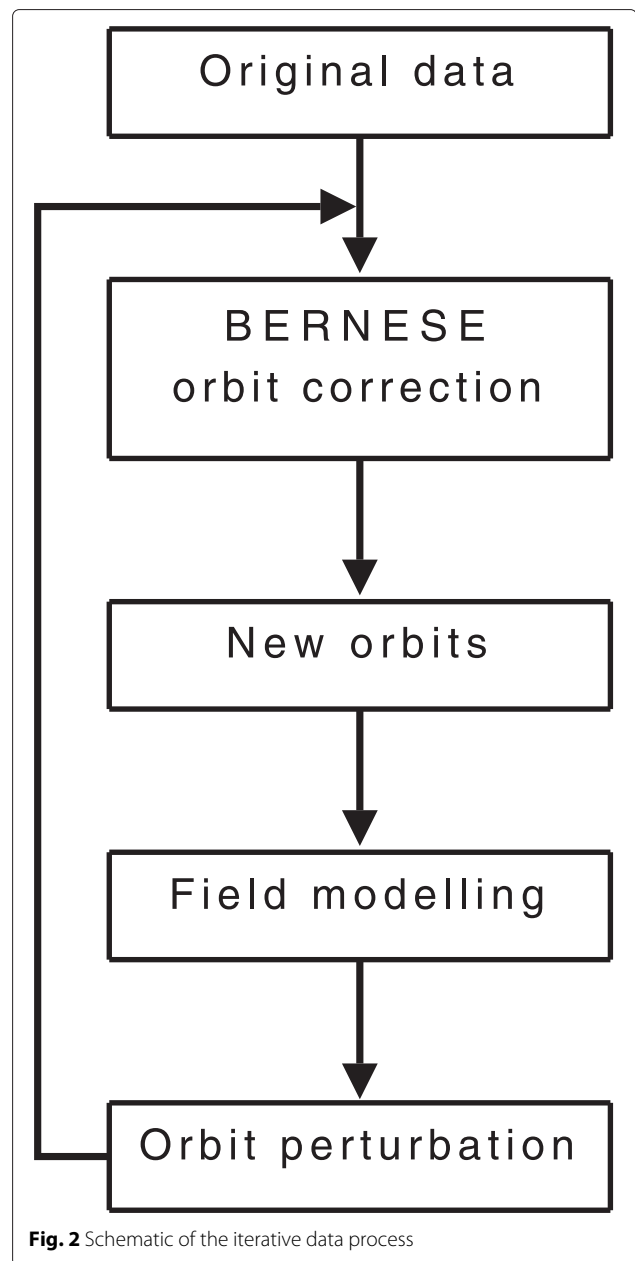 Original data
BERNESE
orbit correction
New orbits
Field modelling
Orbit perturbation
Fig. 2 Schematic of the iterative data process